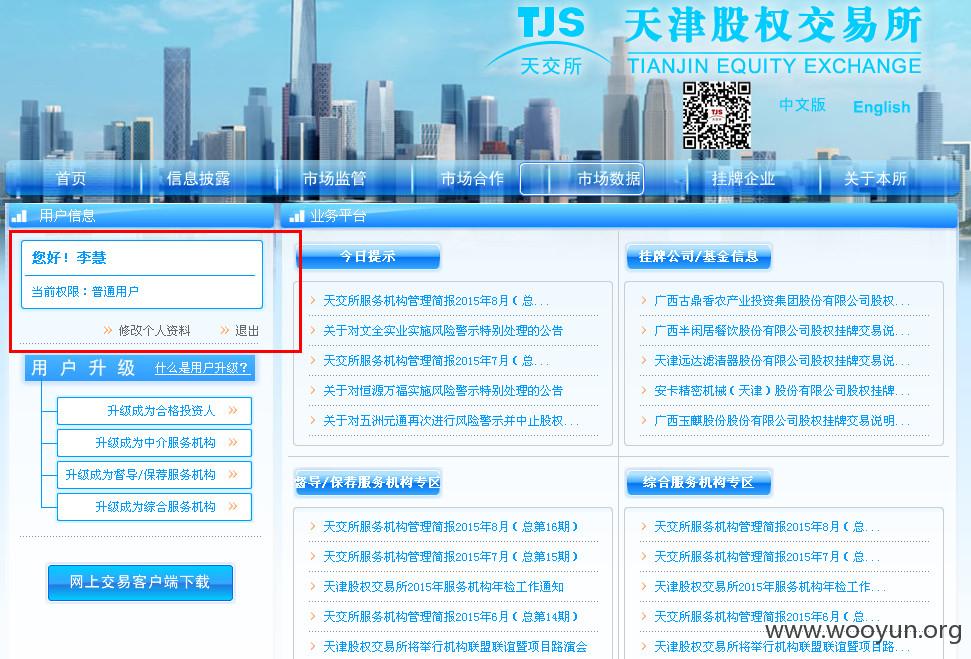 TJS
天交所
天津股权交易所
TIANJIN EQUITY EXCHANGE
TJS
中文版 English
首页 信息披露 市场监管 市场合作 市场数据 挂牌企业 关于本所
用户信息
您好！李慧
当前权限：普通用户
修改个人资料 退出
用户升级 什么是用户升级?
升级成为合格投资人
升级成为中介服务机构
升级成为督导/保荐服务机构
升级成为综合服务机构
网上交易客户端下载
业务平台
今日提示
天交所服务机构管理简报2015年8月（总...
关于对文全实业实施风险警示特别处理的公告
天交所服务机构管理简报2015年7月（总...
关于对恒源万福实施风险警示特别处理的公告
关于对五洲元通再次进行风险警示并中止股权...
挂牌公司/基金信息
广西古鼎香农产业投资集团股份有限公司股权...
广西半闲居餐饮股份有限公司股权挂牌交易说...
天津远达滤清器股份有限公司股权挂牌交易说...
安卡精密机械（天津）股份有限公司股权挂牌...
广西玉麒股份股份有限公司股权挂牌交易说明...
督导/保荐服务机构专区
天交所服务机构管理简报2015年8月（总第16期）
天交所服务机构管理简报2015年7月（总第15期）
天津股权交易所2015年服务机构年检工作通知
天交所服务机构管理简报2015年6月（总第14期）
天津股权交易所将举行机构联盟联谊暨项目路演会
综合服务机构专区
天交所服务机构管理简报2015年8月（总...
天交所服务机构管理简报2015年7月（总...
天津股权交易所2015年服务机构年检工作...
天交所服务机构管理简报2015年6月（总...
天津股权交易所将举行机构联盟联谊暨项目路...
www.wooyun.org